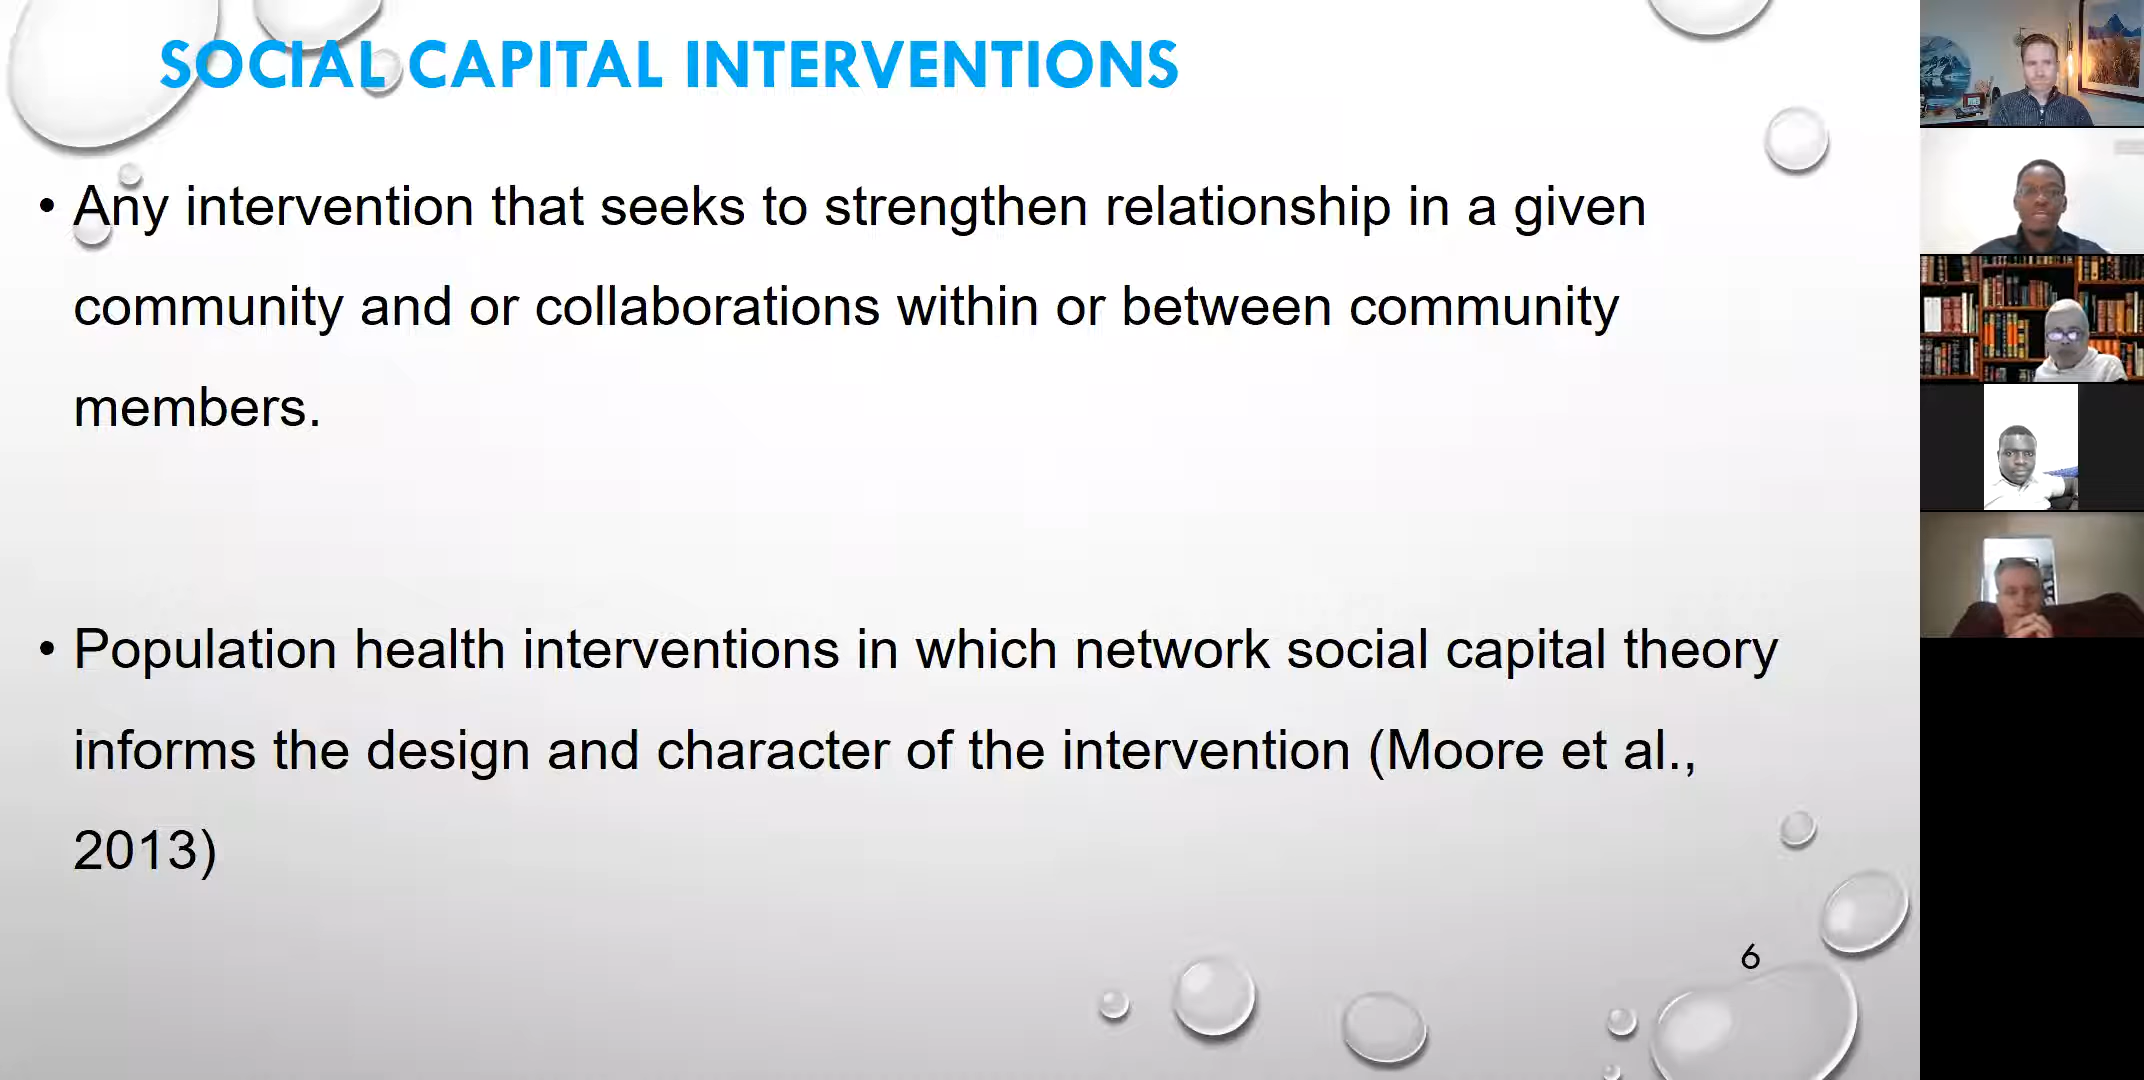 SOCIAL CAPITAL INTERVENTIONS
• Any intervention that seeks to strengthen relationship in a given
community and or collaborations within or between community
members.
• Population health interventions in which network social capital theory
informs the design and character of the intervention (Moore et al.,
2013)
6